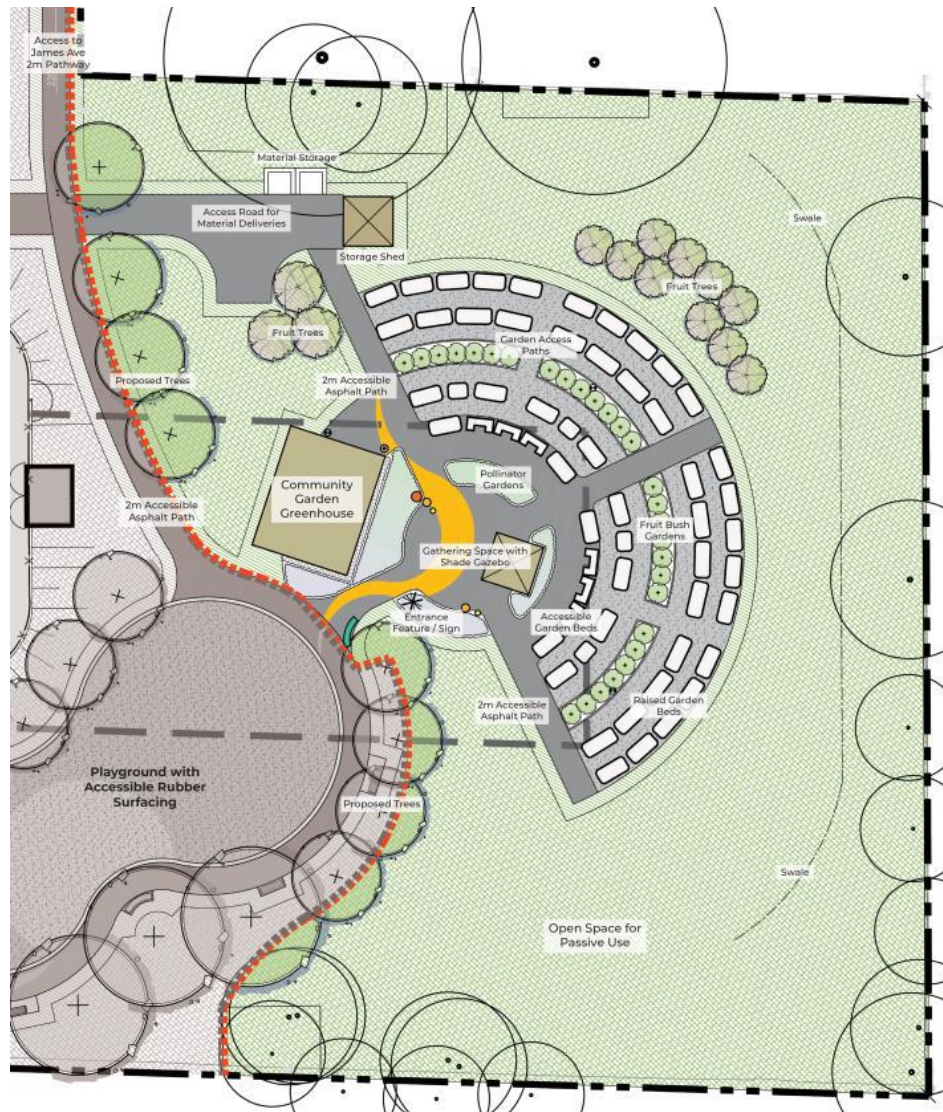 Access to
James Ave
2m Pathway
Material Storage
Access Road for
Material Deliveries
Storage Shed
Swale
Fruit Trees
Fruit Trees
Garden Access
Paths
Proposed Trees
2m Accessible
Asphalt Path
Community
Garden
Greenhouse
Pollinator
Gardens
2m Accessible
Asphalt Path
Fruit Bush
Gardens
Gathering Space with
Shade Gazebo
Entrance
Feature / Sign
Accessible
Garden Beds
2m Accessible
Asphalt Path
Raised Garden
Beds
Playground with
Accessible Rubber
Surfacing
Proposed Trees
Swale
Open Space for
Passive Use